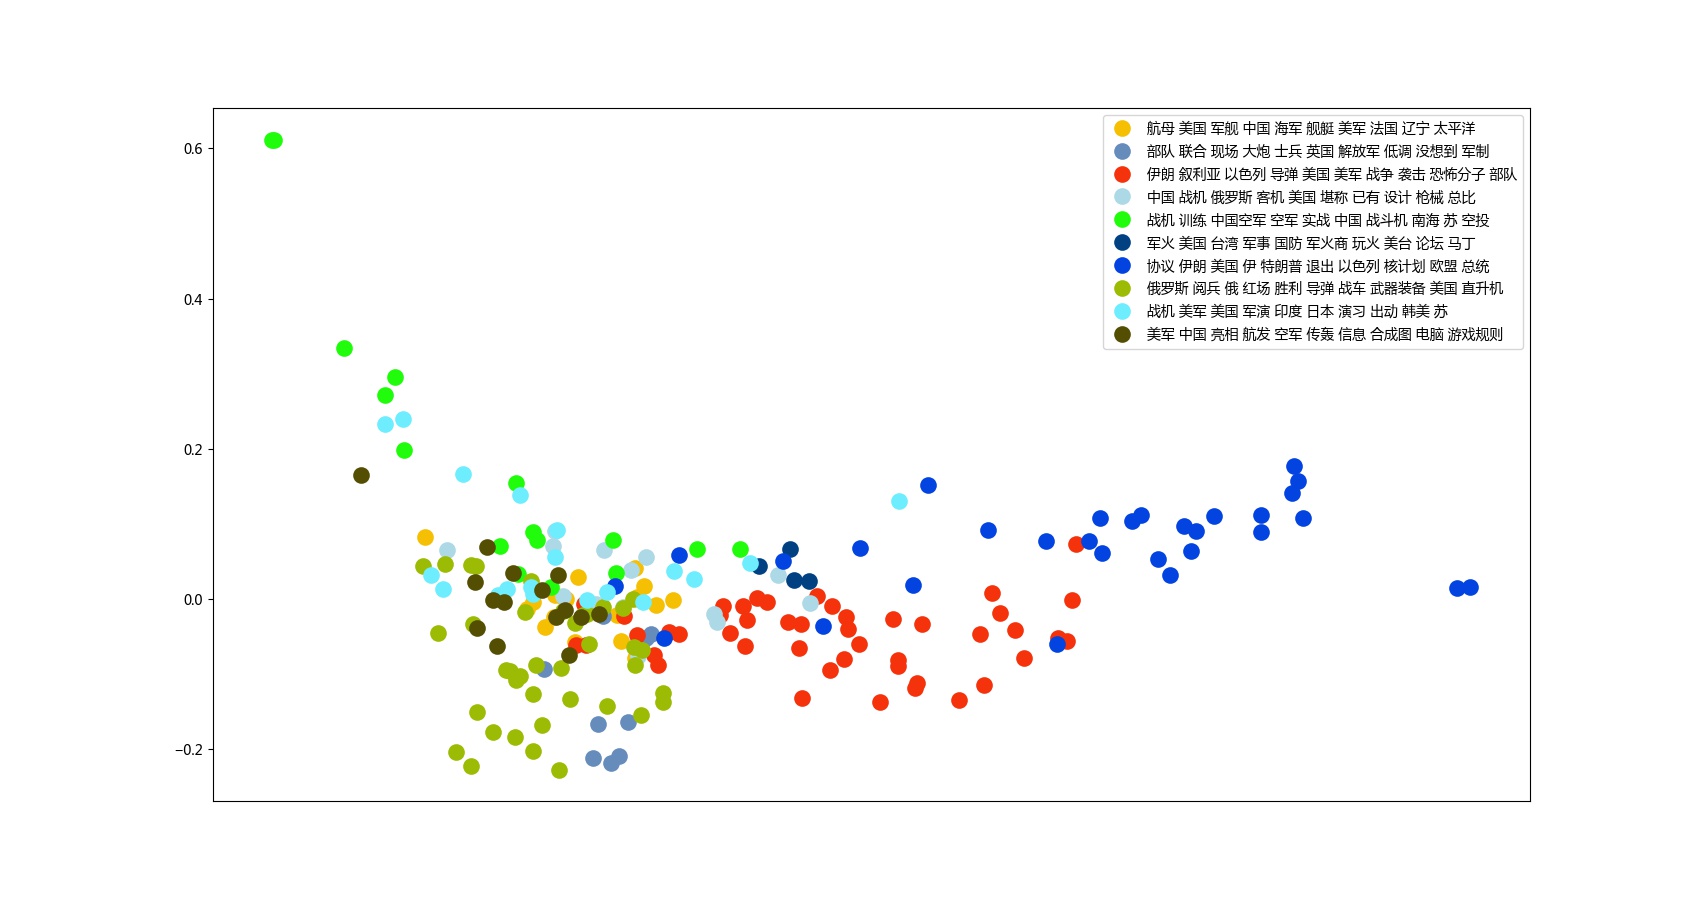 0.6
0.4
0.2
0.0
−0.2
航母 美国 军舰 中国 海军 舰艇 美军 法国 辽宁 太平洋
部队 联合 现场 大炮 士兵 英国 解放军 低调 没想到 军制
伊朗 叙利亚 以色列 导弹 美国 美军 战争 袭击 恐怖分子 部队
中国 战机 俄罗斯 客机 美国 堪称 已有 设计 枪械 总比
战机 训练 中国空军 空军 实战 中国 战斗机 南海 苏 空投
军火 美国 台湾 军事 国防 军火商 玩火 美台 论坛 马丁
协议 伊朗 美国 伊 特朗普 退出 以色列 核计划 欧盟 总统
俄罗斯 阅兵 俄 红场 胜利 导弹 战车 武器装备 美国 直升机
战机 美军 美国 军演 印度 日本 演习 出动 韩美 苏
美军 中国 亮相 航发 空军 传轰 信息 合成图 电脑 游戏规则